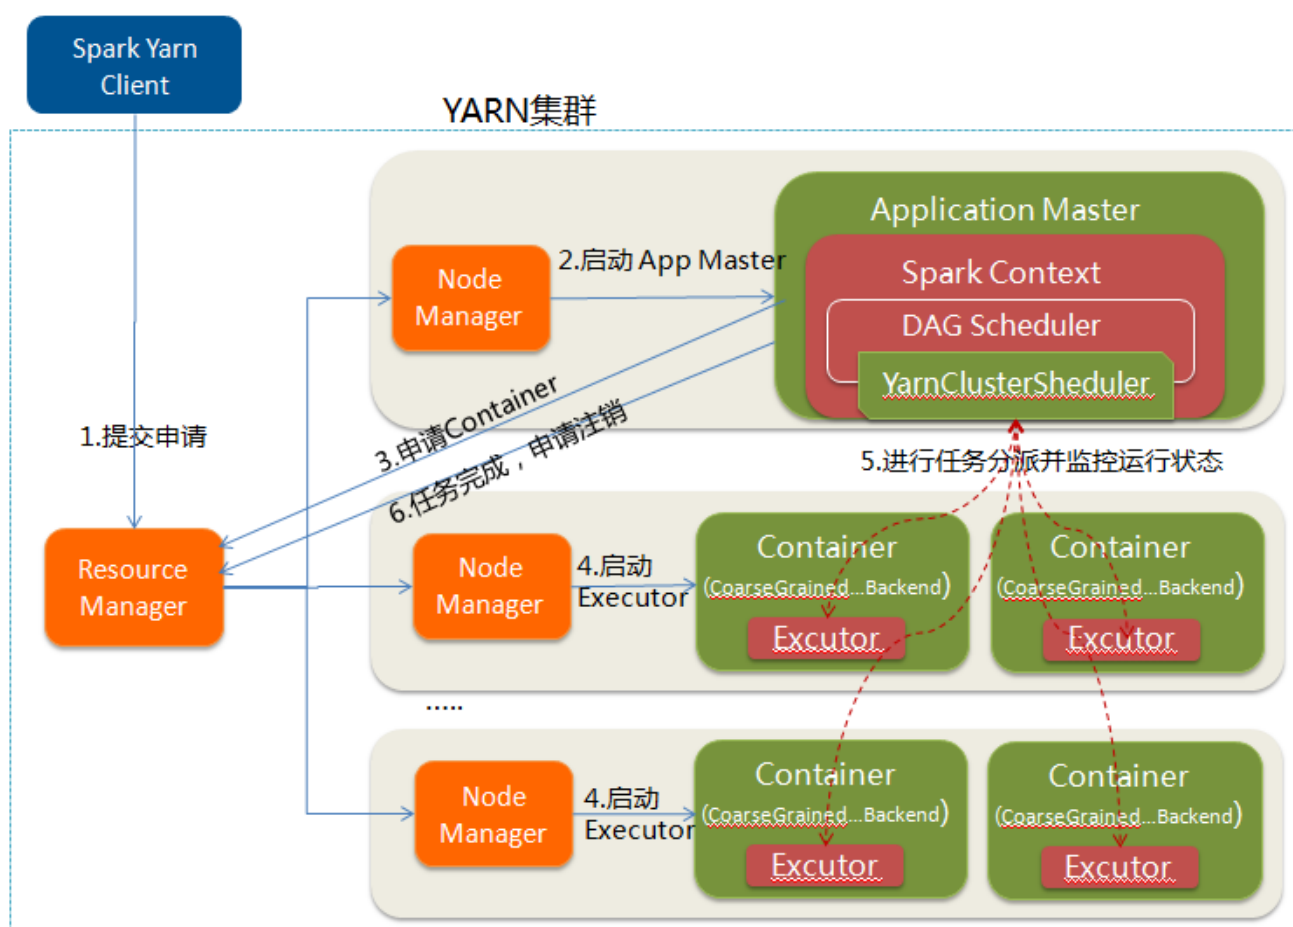 Spark Yarn
Client
YARN集群
Application Master
Spark Context
DAG Scheduler
YarnClusterSheduler
Node
Manager
2.启动 App Master
1.提交申请
3.申请Container
6.任务完成，申请注销
5.进行任务分派并监控运行状态
Resource
Manager
Node
Manager
4.启动
Executor
Container
(CoarseGrained...Backend)
Excutor
Container
(CoarseGrained...Backend)
Excutor
.....
Node
Manager
4.启动
Executor
Container
(CoarseGrained...Backend)
Excutor
Container
(CoarseGrained...Backend)
Excutor